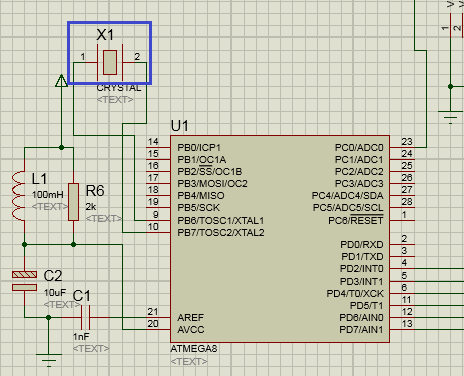 X1
1
2
CRYSTAL
<TEXT>
V
V
1
2
U1
14 PB0/ICP1 PC0/ADC0 23
15 PB1/OC1A PC1/ADC1 24
16 PB2/SS/OC1B PC2/ADC2 25
17 PB3/MOSI/OC2 PC3/ADC3 26
18 PB4/MISO PC4/ADC4/SDA 27
19 PB5/SCK PC5/ADC5/SCL 28
9 PB6/TOSC1/XTAL1 PC6/RESET 1
10 PB7/TOSC2/XTAL2
PD0/RXD 2
PD1/TXD 3
PD2/INT0 4
PD3/INT1 5
PD4/T0/XCK 6
PD5/T1 11
21 AREF PD6/AIN0 12
20 AVCC PD7/AIN1 13
ATMEGA8
<TEXT>
L1
100mH
<TEXT>
R6
2k
<TEXT>
C2
10uF
<TEXT>
C1
1nF
<TEXT>